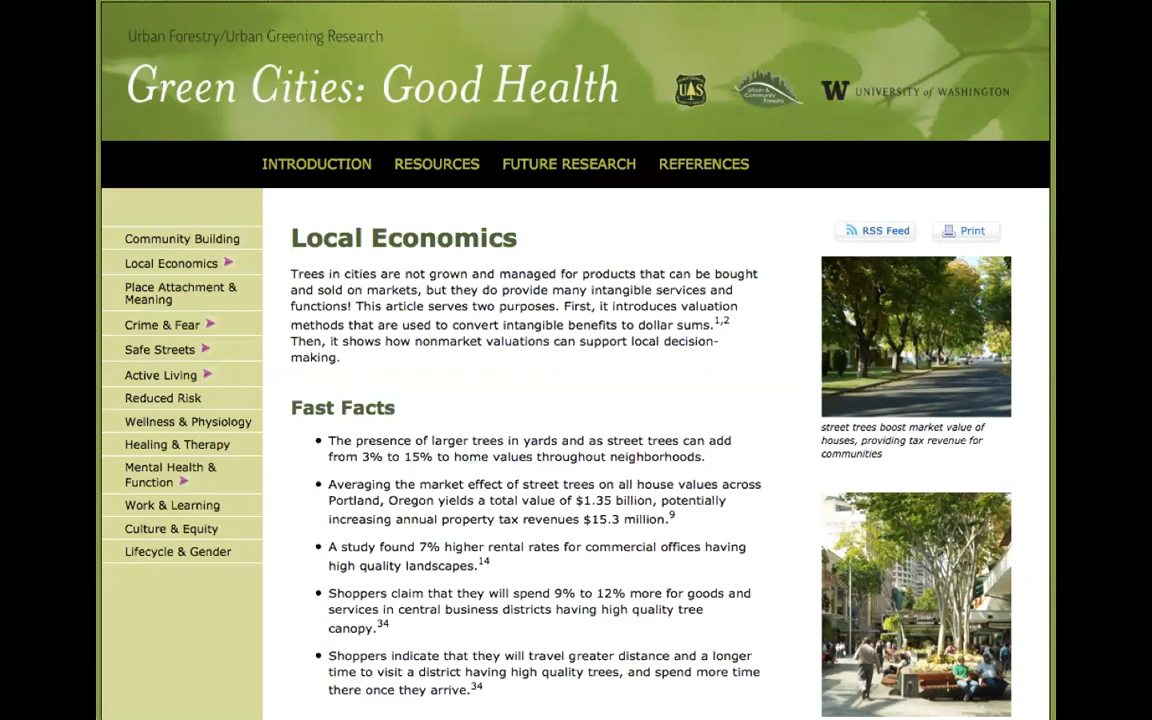 Urban Forestry/Urban Greening Research
Green Cities: Good Health
UAS
Urban &
Community
Forestry
W UNIVERSITY of WASHINGTON
INTRODUCTION RESOURCES FUTURE RESEARCH REFERENCES
Community Building
Local Economics
Place Attachment &
Meaning
Crime & Fear
Safe Streets
Active Living
Reduced Risk
Wellness & Physiology
Healing & Therapy
Mental Health &
Function
Work & Learning
Culture & Equity
Lifecycle & Gender
Local Economics
Trees in cities are not grown and managed for products that can be bought
and sold on markets, but they do provide many intangible services and
functions! This article serves two purposes. First, it introduces valuation
methods that are used to convert intangible benefits to dollar sums.1,2
Then, it shows how nonmarket valuations can support local decision-
making.
Fast Facts
• The presence of larger trees in yards and as street trees can add
from 3% to 15% to home values throughout neighborhoods.
• Averaging the market effect of street trees on all house values across
Portland, Oregon yields a total value of $1.35 billion, potentially
increasing annual property tax revenues $15.3 million.9
• A study found 7% higher rental rates for commercial offices having
high quality landscapes.14
• Shoppers claim that they will spend 9% to 12% more for goods and
services in central business districts having high quality tree
canopy.34
• Shoppers indicate that they will travel greater distance and a longer
time to visit a district having high quality trees, and spend more time
there once they arrive.34
RSS Feed Print
street trees boost market value of
houses, providing tax revenue for
communities